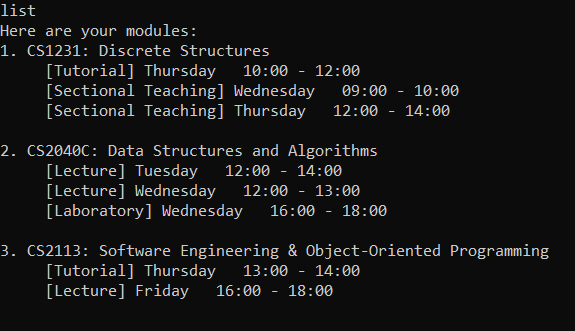 list
Here are your modules:
1. CS1231: Discrete Structures
[Tutorial] Thursday   10:00 - 12:00
[Sectional Teaching] Wednesday   09:00 - 10:00
[Sectional Teaching] Thursday   12:00 - 14:00
2. CS2040C: Data Structures and Algorithms
[Lecture] Tuesday   12:00 - 14:00
[Lecture] Wednesday   12:00 - 13:00
[Laboratory] Wednesday   16:00 - 18:00
3. CS2113: Software Engineering & Object-Oriented Programming
[Tutorial] Thursday   13:00 - 14:00
[Lecture] Friday   16:00 - 18:00